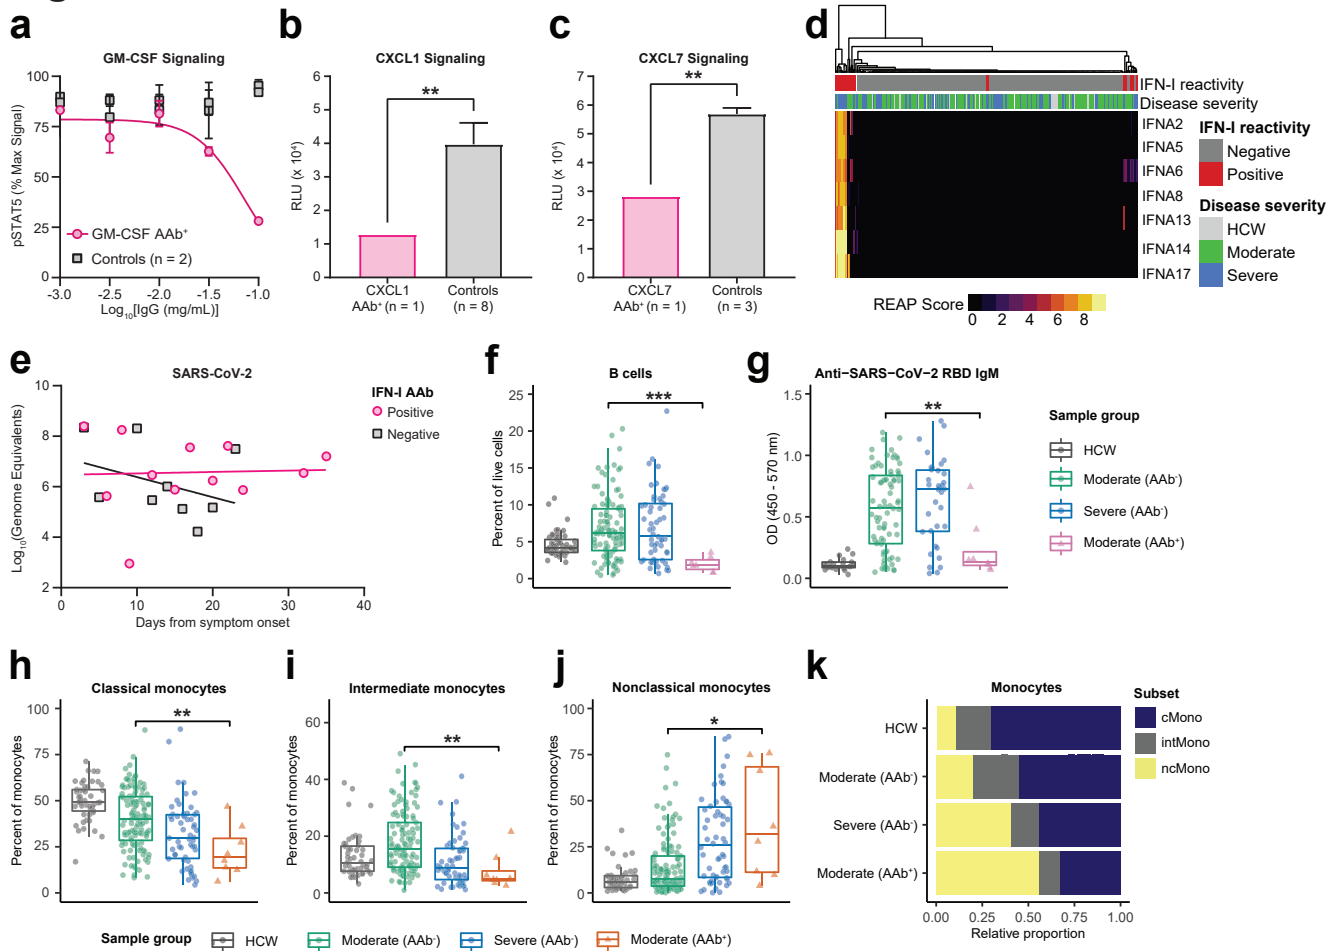 a
GM-CSF Signaling
pSTAT5 (% Max Signal)
100
75
50
25
0
GM-CSF AAb⁺
Controls (n = 2)
-3.0 -2.5 -2.0 -1.5 -1.0
Log₁₀[IgG (mg/mL)]
b
CXCL1 Signaling
RLU (x 10⁴)
6
5
4
3
2
1
0
**
CXCL1
AAb⁺ (n = 1)
Controls
(n = 8)
c
CXCL7 Signaling
RLU (x 10⁴)
7
6
5
4
3
2
1
0
**
CXCL7
AAb⁺ (n = 1)
Controls
(n = 3)
d
IFN-I reactivity
Disease severity
IFNA2
IFNA5
IFNA6
IFNA8
IFNA13
IFNA14
IFNA17
REAP Score
0 2 4 6 8
IFN-I reactivity
Negative
Positive
Disease severity
HCW
Moderate
Severe
e
SARS-CoV-2
Log₁₀(Genome Equivalents)
10
8
6
4
2
0 10 20 30 40
Days from symptom onset
IFN-I AAb
Positive
Negative
f
B cells
Percent of live cells
25
20
15
10
5
0
***
g
Anti−SARS−CoV−2 RBD IgM
OD (450 - 570 nm)
1.5
1.0
0.5
0.0
**
Sample group
HCW
Moderate (AAb⁻)
Severe (AAb⁻)
Moderate (AAb⁺)
h
Classical monocytes
Percent of monocytes
100
75
50
25
0
**
i
Intermediate monocytes
Percent of monocytes
60
40
20
0
**
j
Nonclassical monocytes
Percent of monocytes
100
75
50
25
0
*
k
Monocytes
HCW
Moderate (AAb⁻)
Severe (AAb⁻)
Moderate (AAb⁺)
0.00 0.25 0.50 0.75 1.00
Relative proportion
Subset
cMono
intMono
ncMono
Sample group
HCW
Moderate (AAb⁻)
Severe (AAb⁻)
Moderate (AAb⁺)